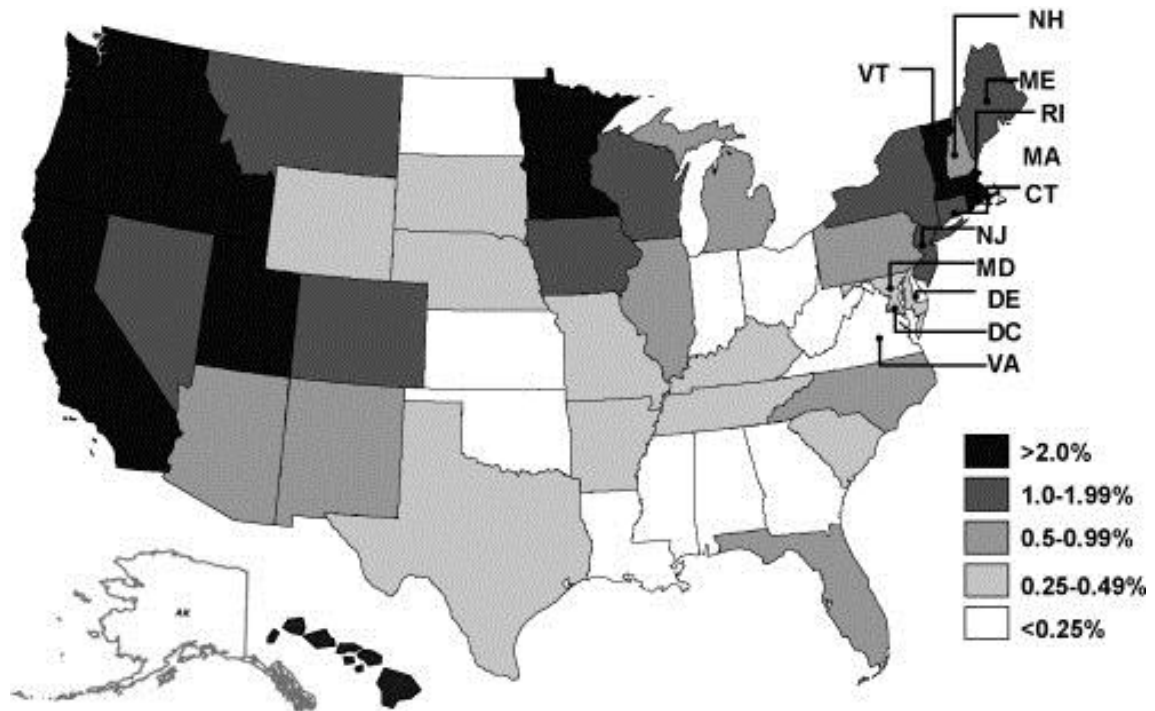 NH
VT
ME
RI
MA
CT
NJ
MD
DE
DC
VA
>2.0%
1.0-1.99%
0.5-0.99%
0.25-0.49%
<0.25%
AK